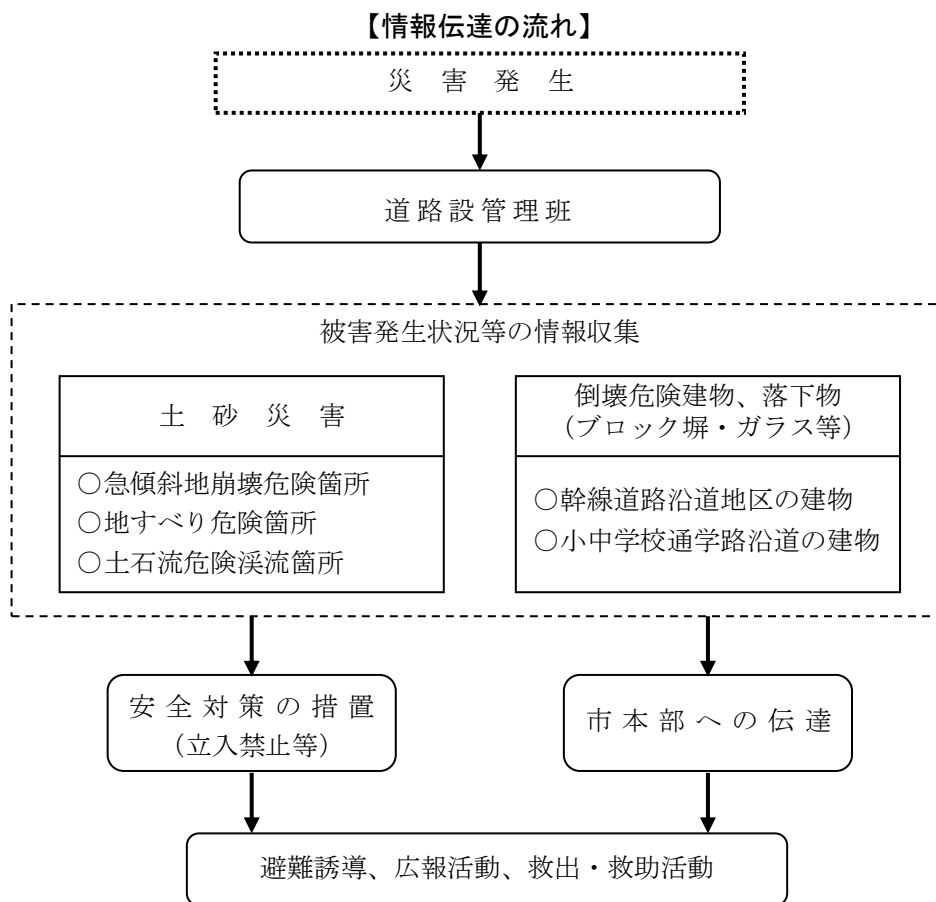 【情報伝達の流れ】
災害発生
道路設管理班
被害発生状況等の情報収集
土砂災害
○急傾斜地崩壊危険箇所
○地すべり危険箇所
○土石流危険渓流箇所
倒壊危険建物、落下物
（ブロック塀・ガラス等）
○幹線道路沿道地区の建物
○小中学校通学路沿道の建物
安全対策の措置
（立入禁止等）
市本部への伝達
避難誘導、広報活動、救出・救助活動